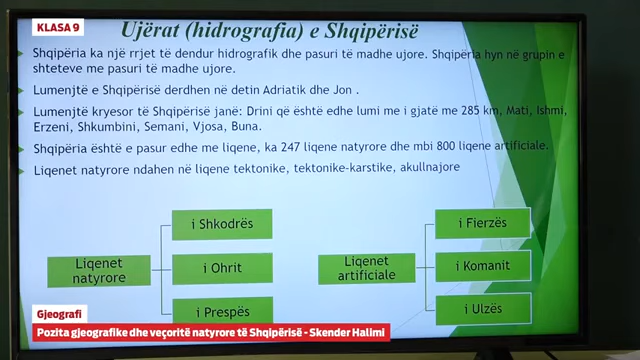 KLASA 9
Ujërat (hidrografia) e Shqipërisë
Shqipëria ka një rrjet të dendur hidrografik dhe pasuri të madhe ujore. Shqipëria hyn në grupin e
shteteve me pasuri të madhe ujore.
Lumenjtë e Shqipërisë derdhen në detin Adriatik dhe Jon .
Lumenjtë kryesor të Shqipërisë janë: Drini që është edhe lumi me i gjatë me 285 km, Mati, Ishmi,
Erzeni, Shkumbini, Semani, Vjosa, Buna.
Shqipëria është e pasur edhe me liqene, ka 247 liqene natyrore dhe mbi 800 liqene artificiale.
Liqenet natyrore ndahen në liqene tektonike, tektonike-karstike, akullnajore
Liqenet
natyrore
i Shkodrës
i Ohrit
i Prespës
Liqenet
artificiale
i Fierzës
i Komanit
i Ulzës
Gjeografi
Pozita gjeografike dhe veçoritë natyrore të Shqipërisë - Skender Halimi